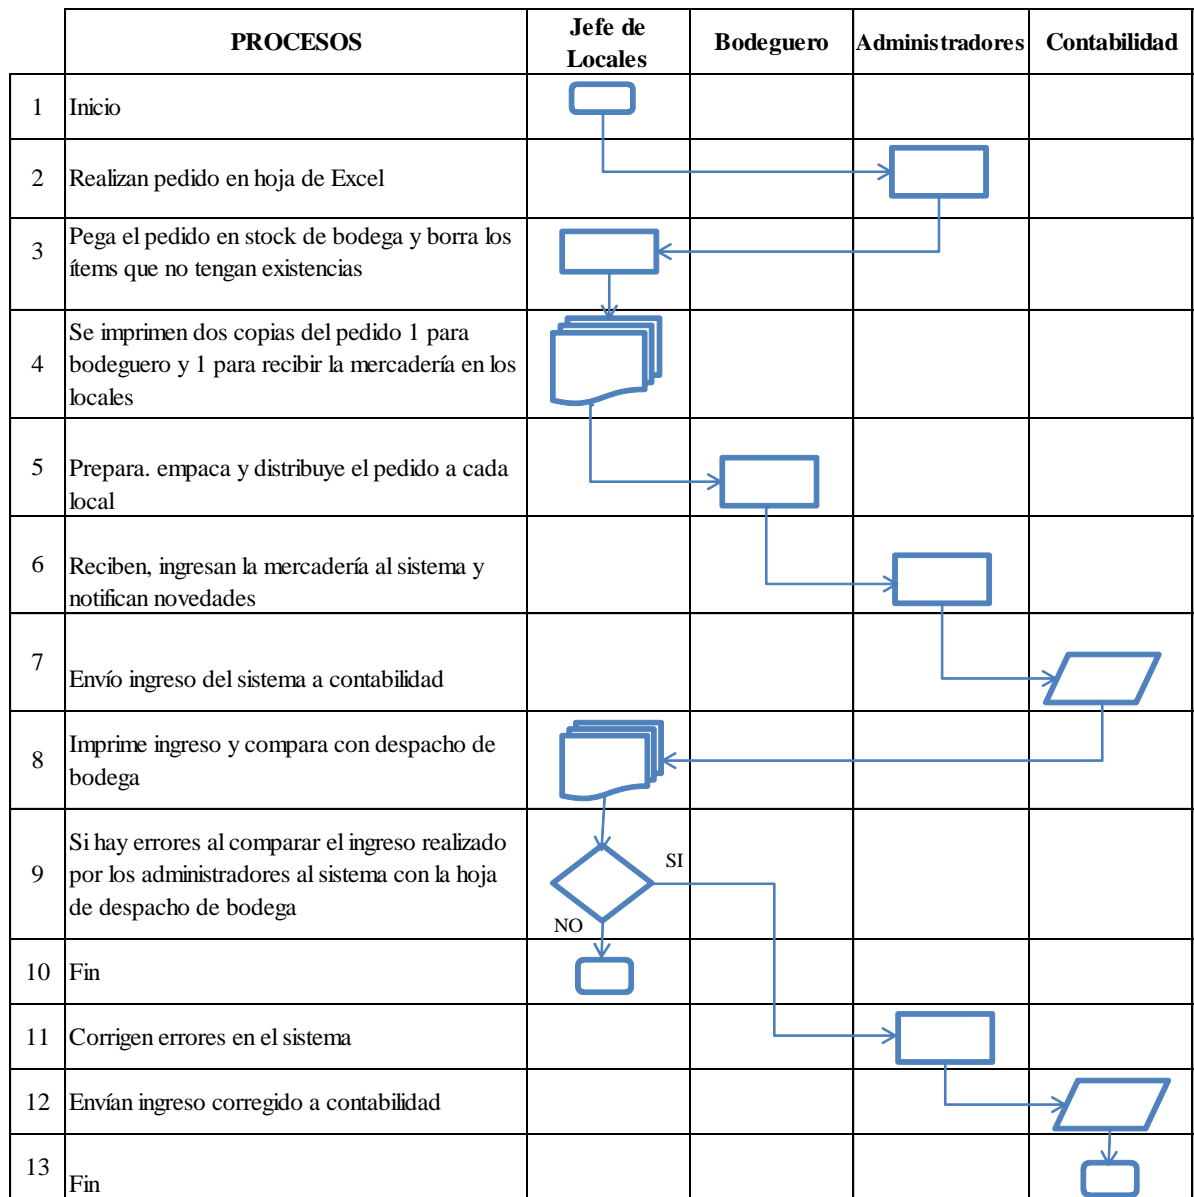 PROCESOS
Jefe de
Locales
Bodeguero
Administradores
Contabilidad
1
Inicio
2
Realizan pedido en hoja de Excel
3
Pega el pedido en stock de bodega y borra los
ítems que no tengan existencias
4
Se imprimen dos copias del pedido 1 para
bodeguero y 1 para recibir la mercadería en los
locales
5
Prepara. empaca y distribuye el pedido a cada
local
6
Reciben, ingresan la mercadería al sistema y
notifican novedades
7
Envío ingreso del sistema a contabilidad
8
Imprime ingreso y compara con despacho de
bodega
9
Si hay errores al comparar el ingreso realizado
por los administradores al sistema con la hoja
de despacho de bodega
SI
NO
10
Fin
11
Corrigen errores en el sistema
12
Envían ingreso corregido a contabilidad
13
Fin